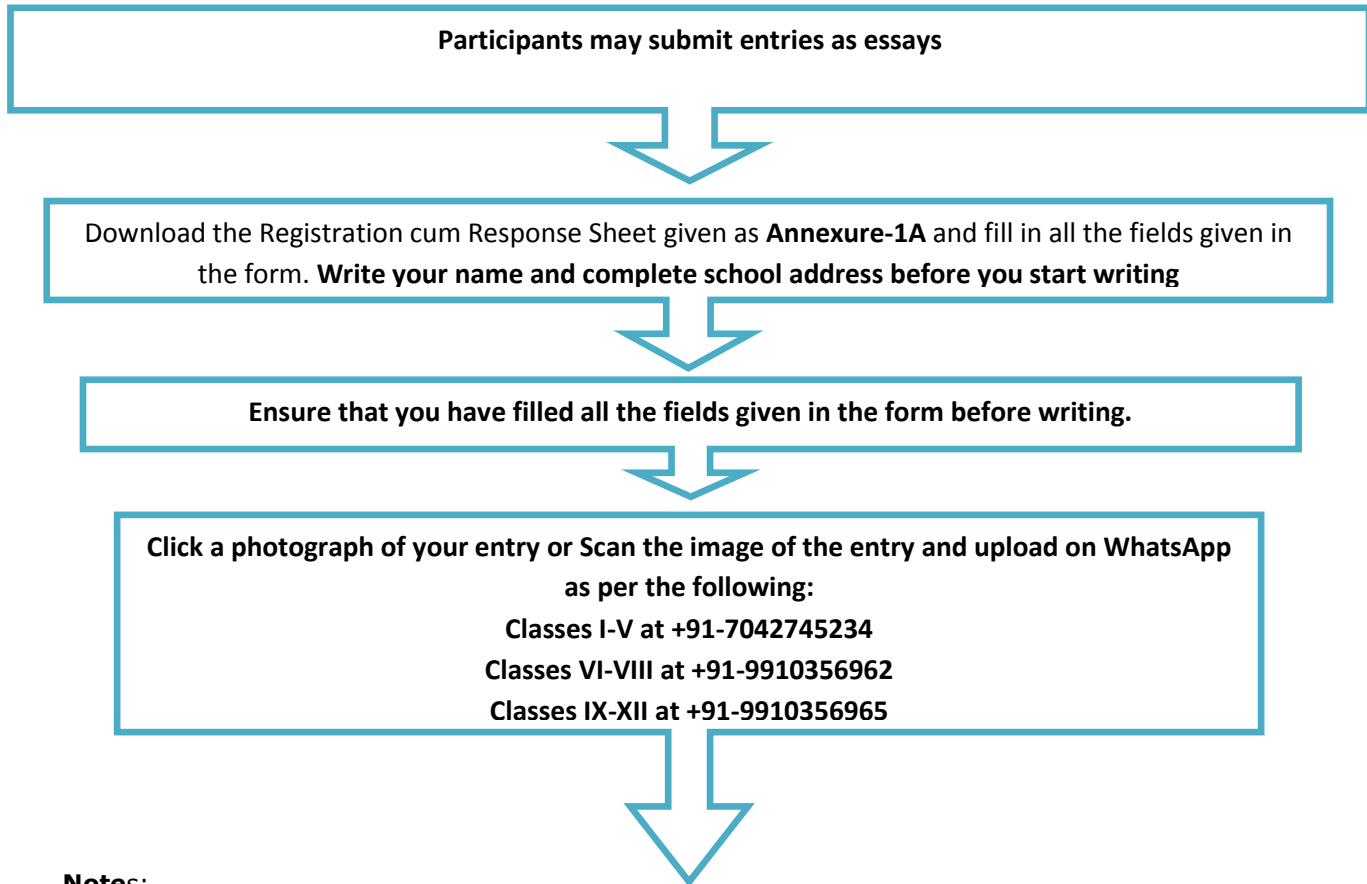 Participants may submit entries as essays
Download the Registration cum Response Sheet given as Annexure-1A and fill in all the fields given in
the form. Write your name and complete school address before you start writing
Ensure that you have filled all the fields given in the form before writing.
Click a photograph of your entry or Scan the image of the entry and upload on WhatsApp
as per the following:
Classes I-V at +91-7042745234
Classes VI-VIII at +91-9910356962
Classes IX-XII at +91-9910356965
Notes: